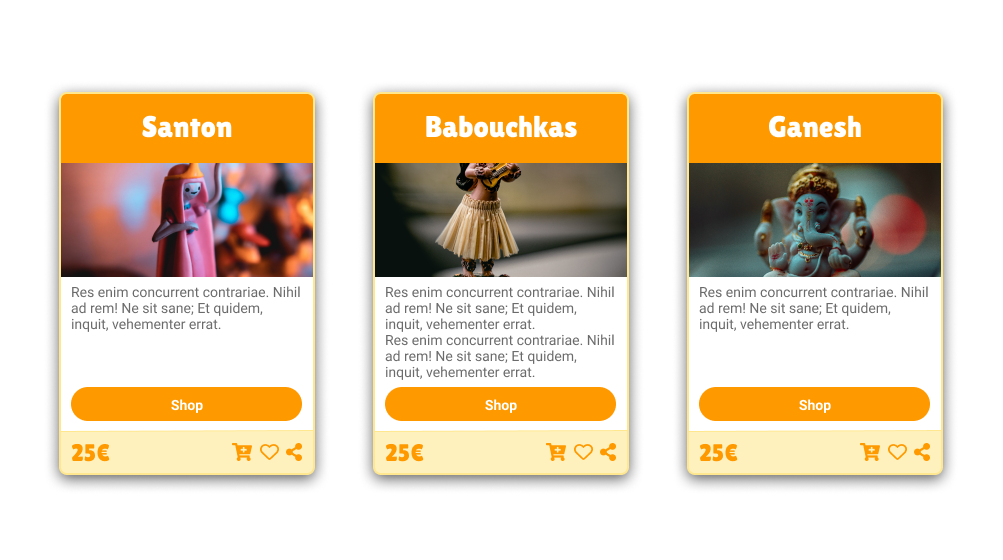 Santon
Res enim concurrent contrariae. Nihil
ad rem! Ne sit sane; Et quidem,
inquit, vehementer errat.
Shop
25€
Babouchkas
Res enim concurrent contrariae. Nihil
ad rem! Ne sit sane; Et quidem,
inquit, vehementer errat.
Res enim concurrent contrariae. Nihil
ad rem! Ne sit sane; Et quidem,
inquit, vehementer errat.
Shop
25€
Ganesh
Res enim concurrent contrariae. Nihil
ad rem! Ne sit sane; Et quidem,
inquit, vehementer errat.
Shop
25€